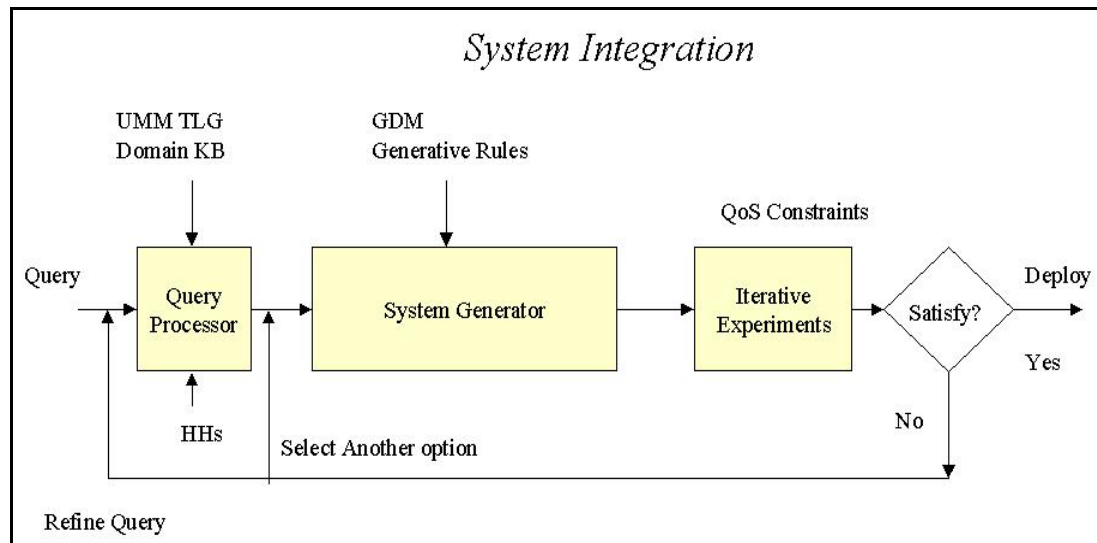 System Integration
UMM TLG
Domain KB
GDM
Generative Rules
QoS Constraints
Query
Query
Processor
System Generator
Iterative
Experiments
Satisfy?
Deploy
Yes
No
HHs
Select Another option
Refine Query